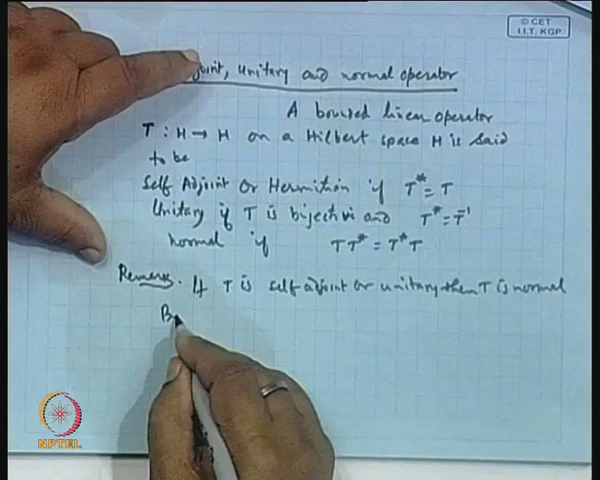 © CET
I.I.T. KGP
djoint, Unitary and normal operator
A bounded linear operator
T : H → H on a Hilbert space H is said
to be
Self Adjoint or Hermition if T* = T
Unitary if T is bijective and T* = T⁻¹
normal if TT* = T*T
Remark. If T is self adjoint or unitary then T is normal
B
NPTEL